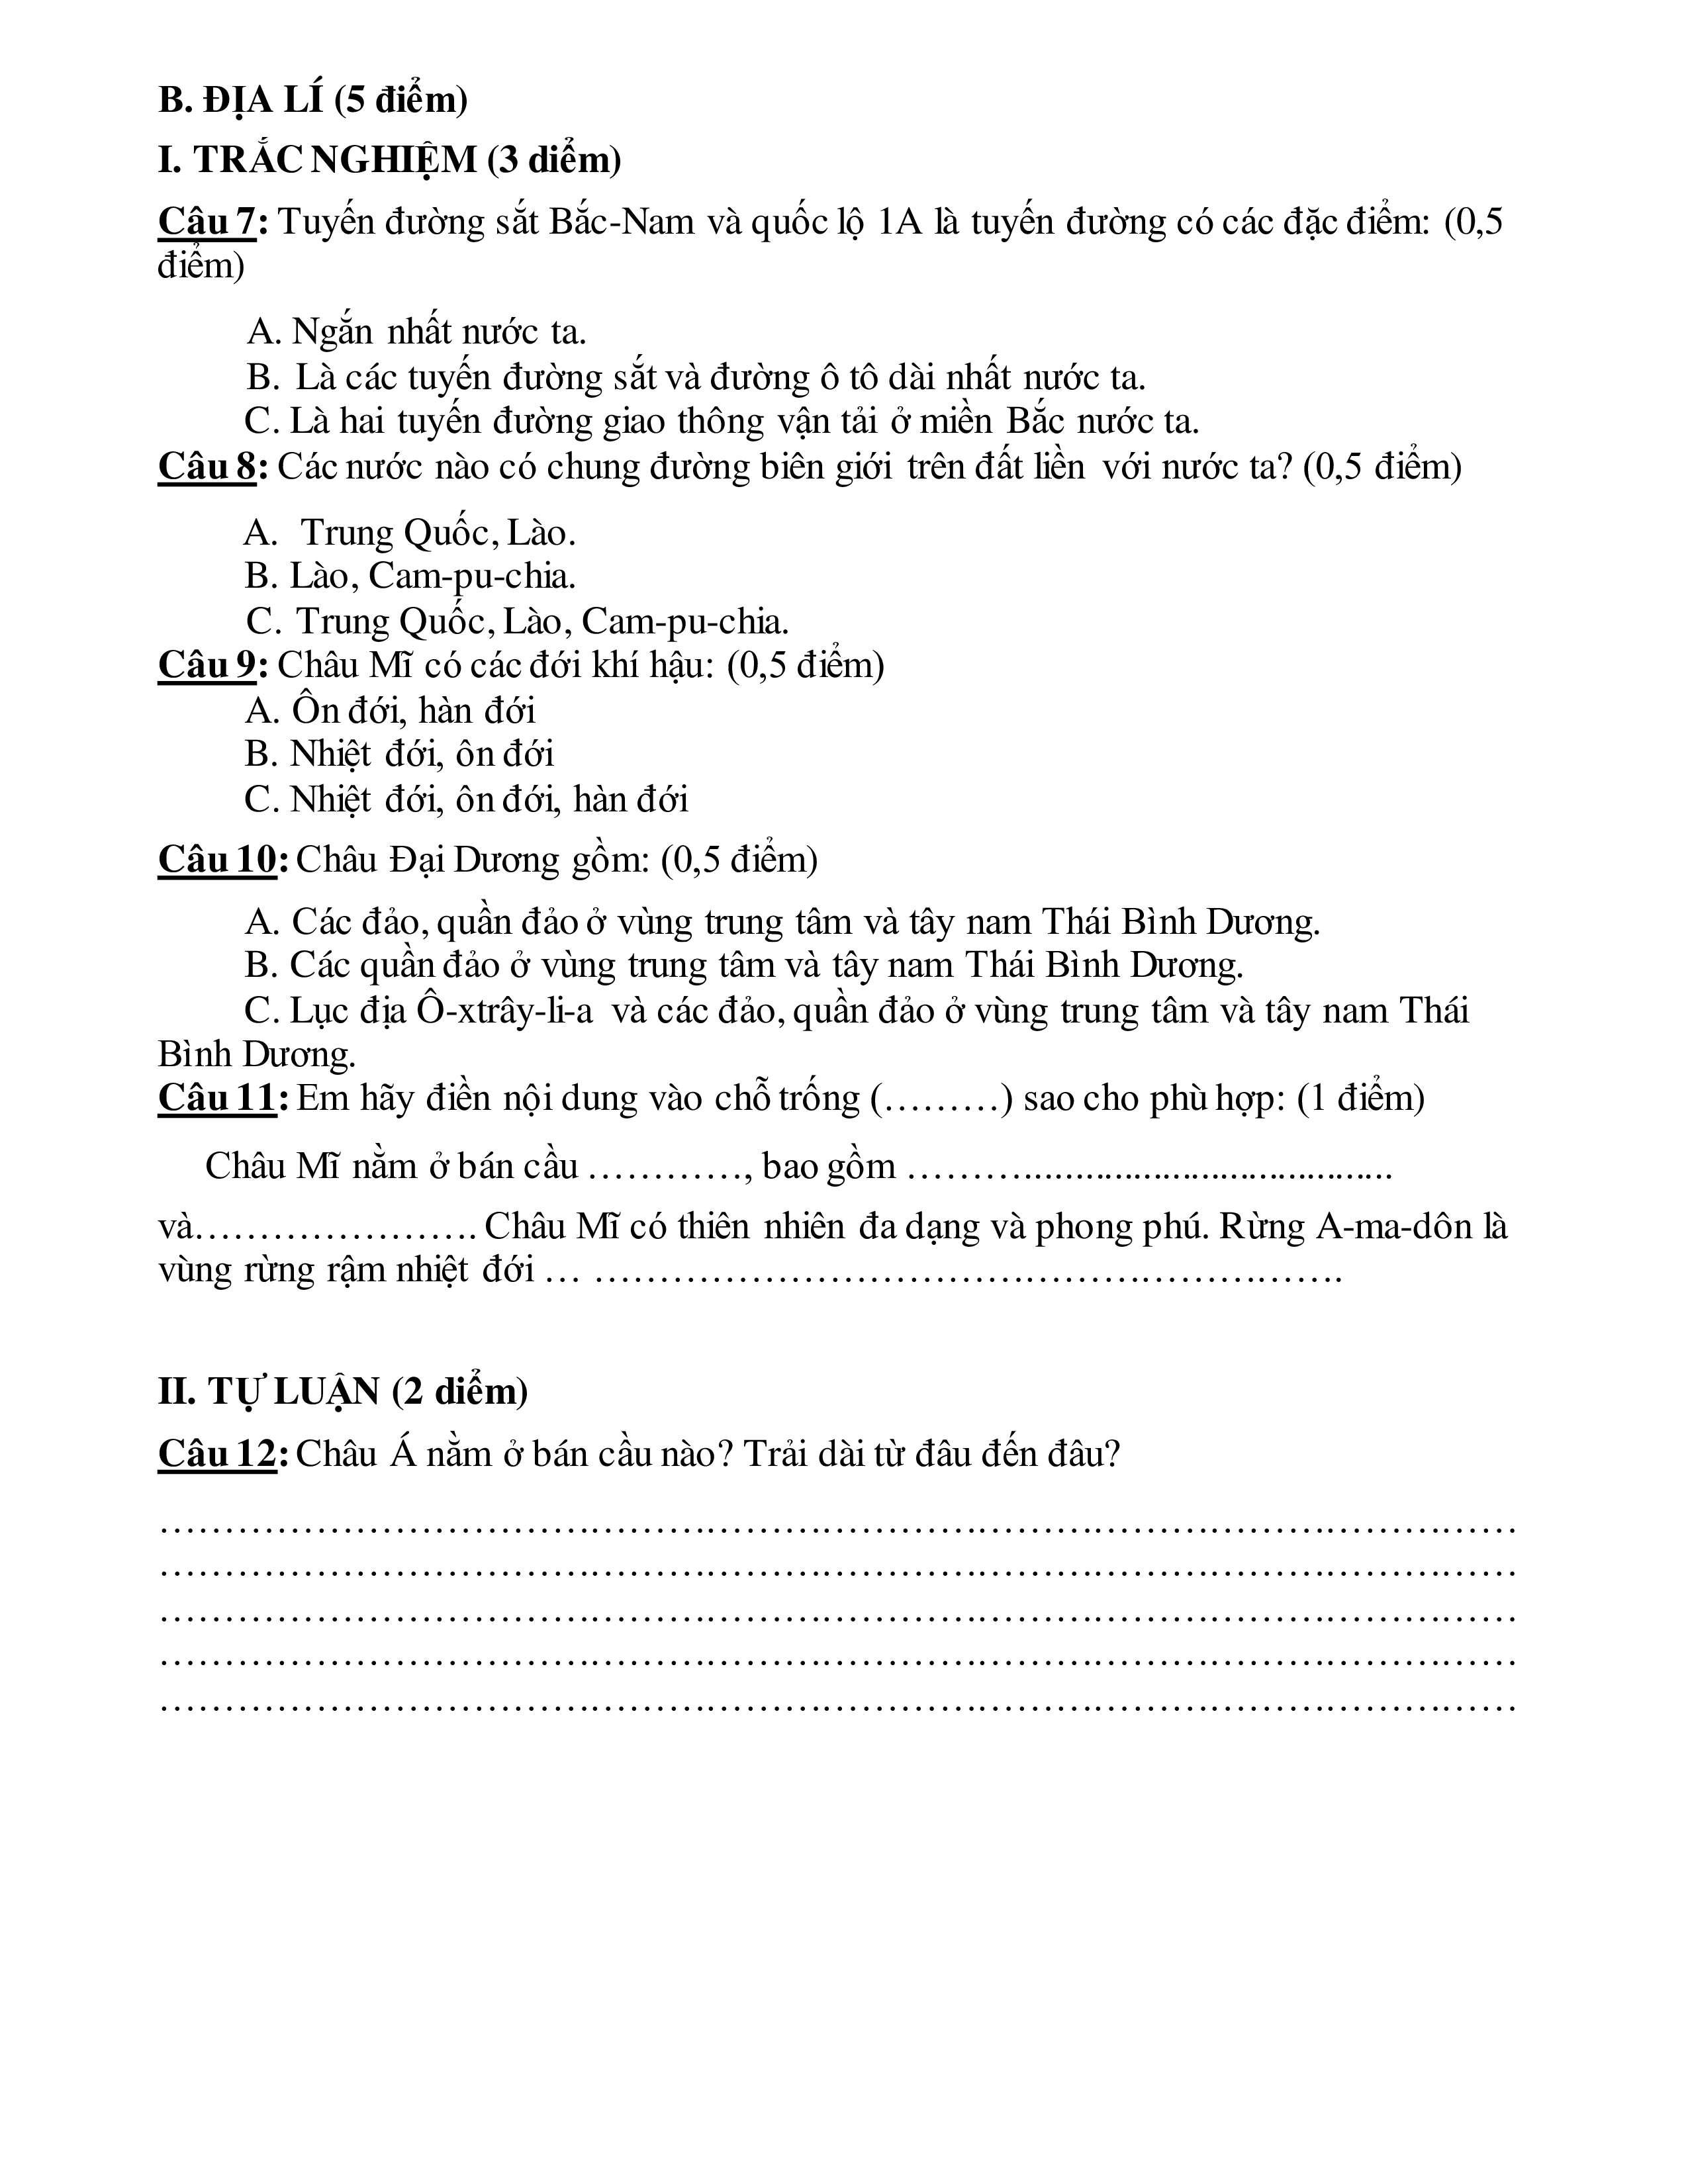 B. ĐỊA LÍ (5 điểm)
I. TRẮC NGHIỆM (3 diểm)
Câu 7: Tuyến đường sắt Bắc-Nam và quốc lộ 1A là tuyến đường có các đặc điểm: (0,5
điểm)
A. Ngắn nhất nước ta.
B. Là các tuyến đường sắt và đường ô tô dài nhất nước ta.
C. Là hai tuyến đường giao thông vận tải ở miền Bắc nước ta.
Câu 8: Các nước nào có chung đường biên giới trên đất liền với nước ta? (0,5 điểm)
A. Trung Quốc, Lào.
B. Lào, Cam-pu-chia.
C. Trung Quốc, Lào, Cam-pu-chia.
Câu 9: Châu Mĩ có các đới khí hậu: (0,5 điểm)
A. Ôn đới, hàn đới
B. Nhiệt đới, ôn đới
C. Nhiệt đới, ôn đới, hàn đới
Câu 10: Châu Đại Dương gồm: (0,5 điểm)
A. Các đảo, quần đảo ở vùng trung tâm và tây nam Thái Bình Dương.
B. Các quần đảo ở vùng trung tâm và tây nam Thái Bình Dương.
C. Lục địa Ô-xtrây-li-a và các đảo, quần đảo ở vùng trung tâm và tây nam Thái
Bình Dương.
Câu 11: Em hãy điền nội dung vào chỗ trống (………) sao cho phù hợp: (1 điểm)
Châu Mĩ nằm ở bán cầu …………, bao gồm ……….......................................
và…………………. Châu Mĩ có thiên nhiên đa dạng và phong phú. Rừng A-ma-dôn là
vùng rừng rậm nhiệt đới … ………………………………………………….
II. TỰ LUẬN (2 diểm)
Câu 12: Châu Á nằm ở bán cầu nào? Trải dài từ đâu đến đâu?
……………………………………………………………………………………………
……………………………………………………………………………………………
……………………………………………………………………………………………
……………………………………………………………………………………………
……………………………………………………………………………………………